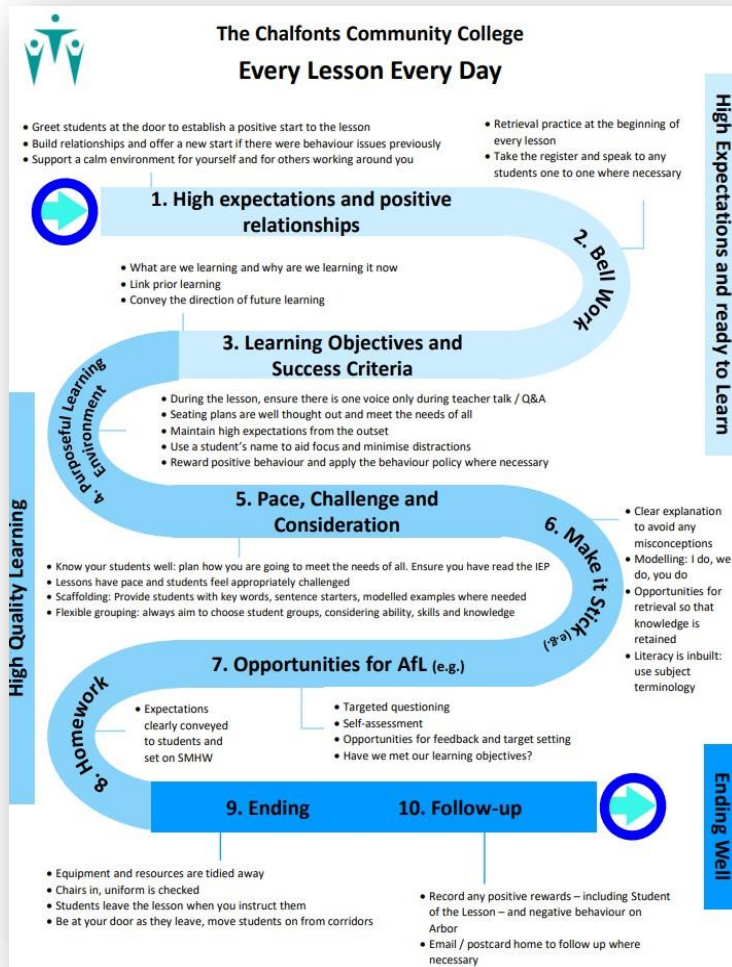 The Chalfonts Community College
Every Lesson Every Day
• Greet students at the door to establish a positive start to the lesson
• Build relationships and offer a new start if there were behaviour issues previously
• Support a calm environment for yourself and for others working around you
• Retrieval practice at the beginning of
every lesson
• Take the register and speak to any
students one to one where necessary
High Expectations and ready to Learn
1. High expectations and positive
relationships
2. Bell Work
• What are we learning and why are we learning it now
• Link prior learning
• Convey the direction of future learning
3. Learning Objectives and
Success Criteria
4. Purposeful Learning
Environment
• During the lesson, ensure there is one voice only during teacher talk / Q&A
• Seating plans are well thought out and meet the needs of all
• Maintain high expectations from the outset
• Use a student's name to aid focus and minimise distractions
• Reward positive behaviour and apply the behaviour policy where necessary
High Quality Learning
5. Pace, Challenge and
Consideration
• Know your students well: plan how you are going to meet the needs of all. Ensure you have read the IEP
• Lessons have pace and students feel appropriately challenged
• Scaffolding: Provide students with key words, sentence starters, modelled examples where needed
• Flexible grouping: always aim to choose student groups, considering ability, skills and knowledge
6. Make it Stick (e.g.)
• Clear explanation
to avoid any
misconceptions
• Modelling: I do, we
do, you do
• Opportunities for
retrieval so that
knowledge is
retained
• Literacy is inbuilt:
use subject
terminology
7. Opportunities for AfL (e.g.)
• Targeted questioning
• Self-assessment
• Opportunities for feedback and target setting
• Have we met our learning objectives?
8. Homework
• Expectations
clearly conveyed
to students and
set on SMHW
Ending Well
9. Ending
10. Follow-up
• Equipment and resources are tidied away
• Chairs in, uniform is checked
• Students leave the lesson when you instruct them
• Be at your door as they leave, move students on from corridors
• Record any positive rewards – including Student
of the Lesson – and negative behaviour on
Arbor
• Email / postcard home to follow up where
necessary